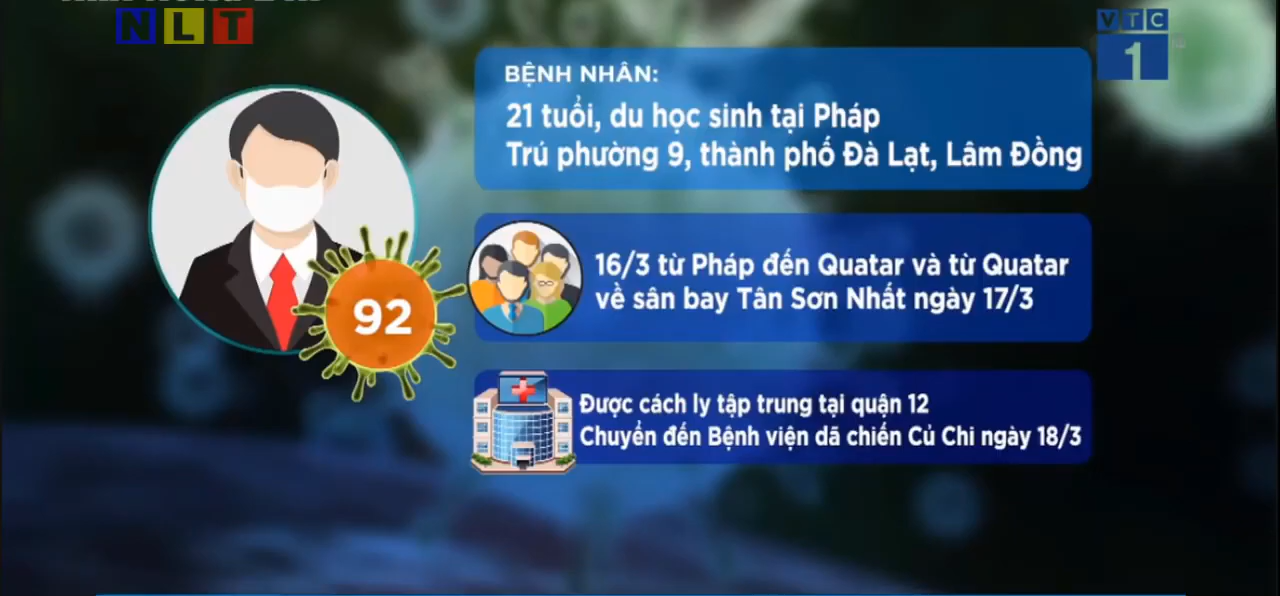 NLT
VTC
1
BỆNH NHÂN:
21 tuổi, du học sinh tại Pháp
Trú phường 9, thành phố Đà Lạt, Lâm Đồng
92
16/3 từ Pháp đến Quatar và từ Quatar
về sân bay Tân Sơn Nhất ngày 17/3
Được cách ly tập trung tại quận 12
Chuyển đến Bệnh viện dã chiến Củ Chi ngày 18/3